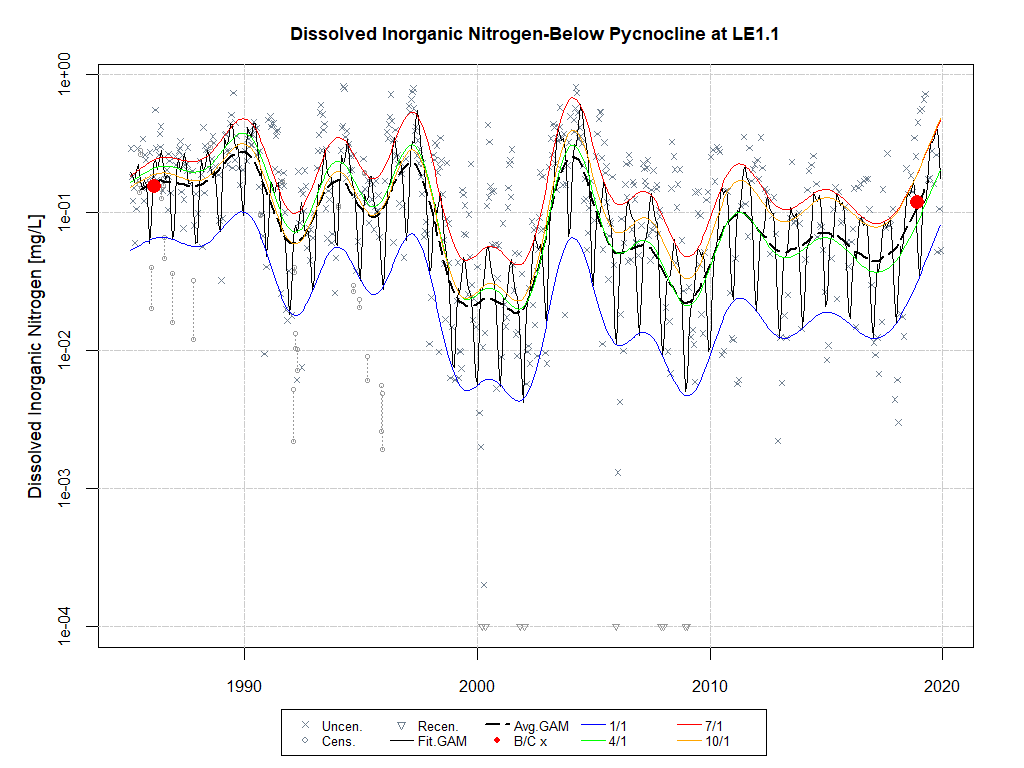 Dissolved Inorganic Nitrogen-Below Pycnocline at LE1.1
Dissolved Inorganic Nitrogen [mg/L]
1e+00
1e-01
1e-02
1e-03
1e-04
1990 2000 2010 2020
Uncen. Recen. Avg.GAM 1/1 7/1
Cens. Fit.GAM B/C x 4/1 10/1